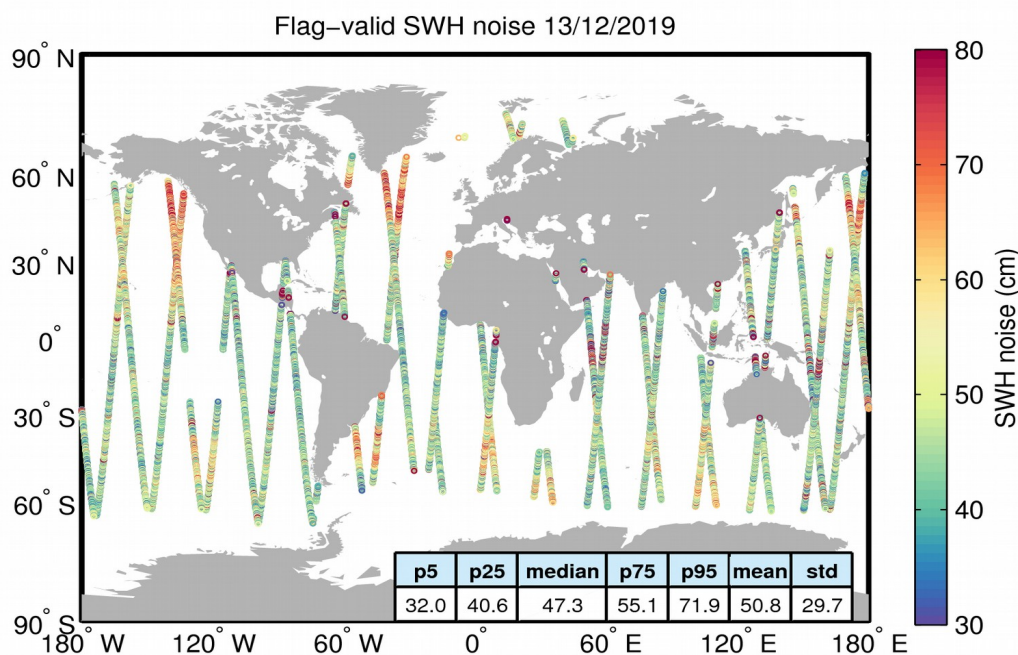 Flag−valid SWH noise 13/12/2019
90° N
60° N
30° N
0°
30° S
60° S
90° S
180° W
120° W
60° W
0°
60° E
120° E
180° E
80
70
60
50
40
30
SWH noise (cm)
p5 p25 median p75 p95 mean std
32.0 40.6 47.3 55.1 71.9 50.8 29.7